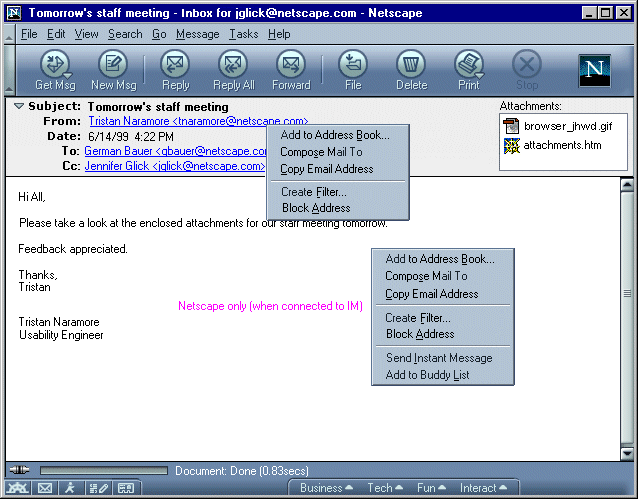 Tomorrow's staff meeting - Inbox for jglick@netscape.com - Netscape
File Edit View Search Go Message Tasks Help
Get Msg New Msg Reply Reply All Forward File Delete Print Stop
N
Subject: Tomorrow's staff meeting
From: Tristan Naramore <tnaramore@netscape.com>
Date: 6/14/99 4:22 PM
To: German Bauer <gbauer@netscape.com>
Cc: Jennifer Glick <jglick@netscape.com>
Attachments:
browser_jhwd.gif
attachments.htm
Add to Address Book...
Compose Mail To
Copy Email Address
Create Filter...
Block Address
Hi All,
Please take a look at the enclosed attachments for our staff meeting tomorrow.
Feedback appreciated.
Thanks,
Tristan
Netscape only (when connected to IM)
Tristan Naramore
Usability Engineer
Add to Address Book...
Compose Mail To
Copy Email Address
Create Filter...
Block Address
Send Instant Message
Add to Buddy List
Document: Done (0.83secs)
Business Tech Fun Interact